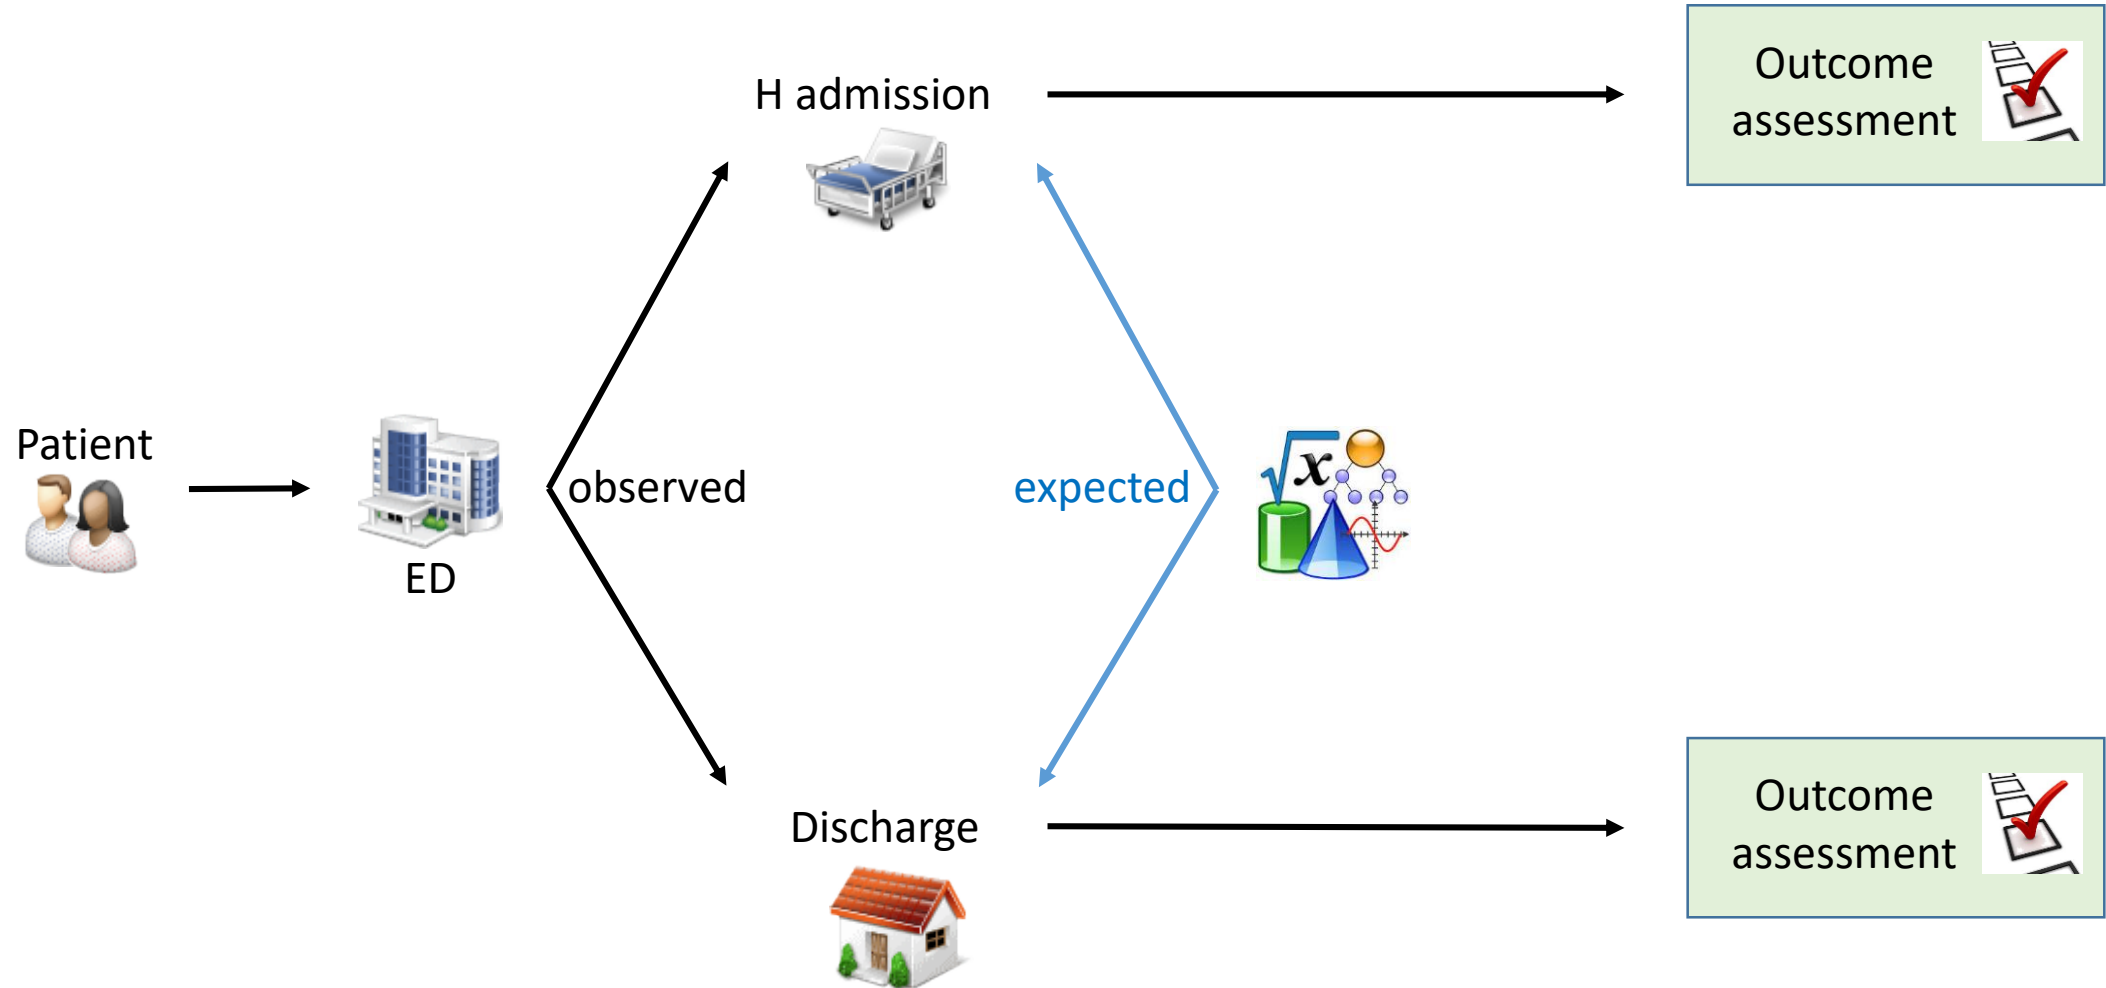 H admission
Outcome
assessment
Patient
observed
expected
x
ED
Discharge
Outcome
assessment